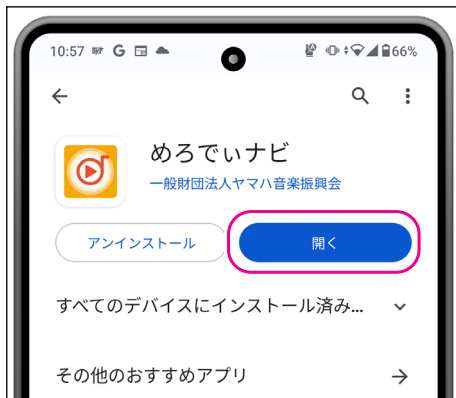 10:57 G 66%
めろでぃナビ
一般財団法人ヤマハ音楽振興会
アンインストール 開く
すべてのデバイスにインストール済み...
その他のおすすめアプリ